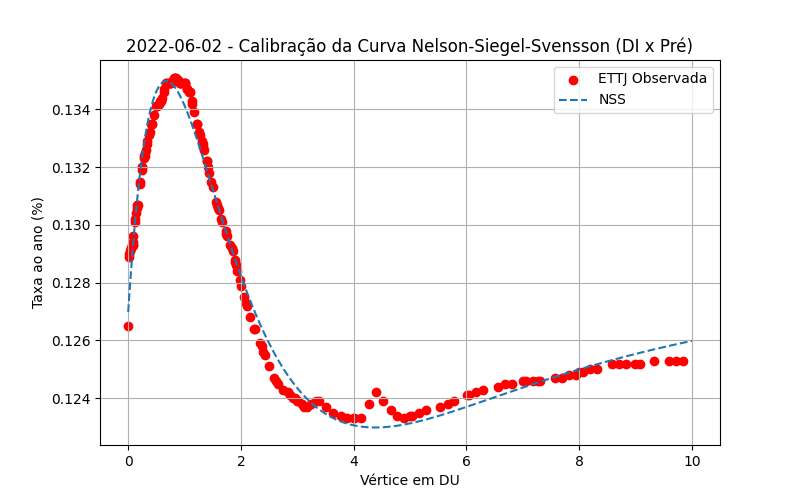 2022-06-02 - Calibração da Curva Nelson-Siegel-Svensson (DI x Pré)
ETTJ Observada
NSS
Taxa ao ano (%)
0.134
0.132
0.130
0.128
0.126
0.124
0
2
4
6
8
10
Vértice em DU